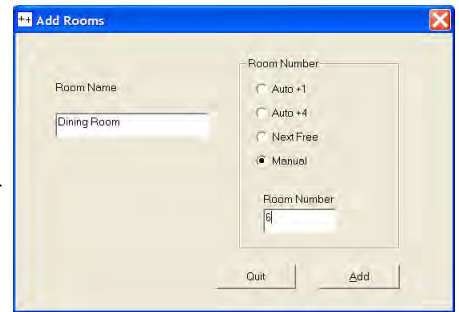 Add Rooms
Room Name
Dining Room
Room Number
Auto +1
Auto +4
Next Free
Manual
Room Number
6
Quit
Add